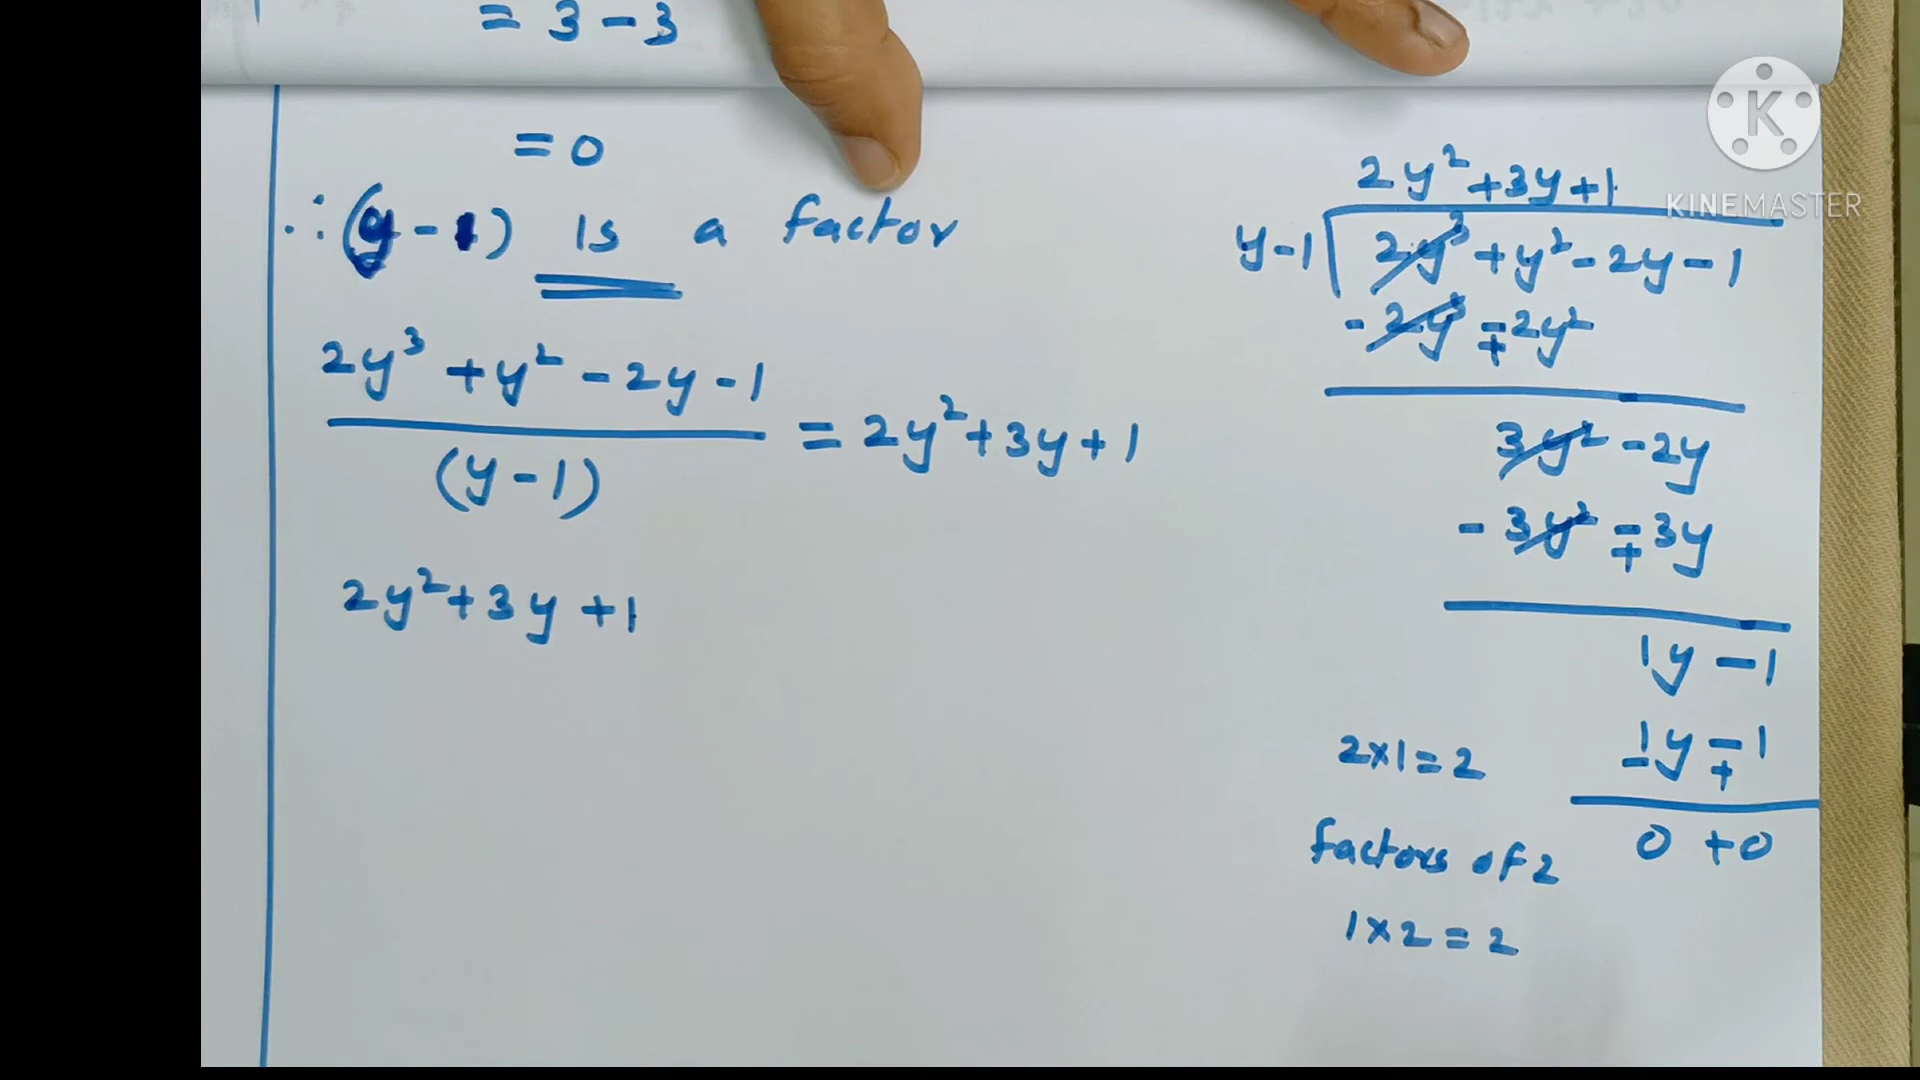 = 3 - 3
= 0
∴ (y - 1) is a factor
2y³ + y² - 2y - 1
= 2y² + 3y + 1
(y - 1)
2y² + 3y + 1
K
KINEMASTER
2y² + 3y + 1
y - 1
2y³ + y² - 2y - 1
- 2y³ - 2y²
+
3y² - 2y
- 3y² - 3y
+
1y - 1
1y - 1
- +
0 + 0
2 × 1 = 2
factors of 2
1 × 2 = 2